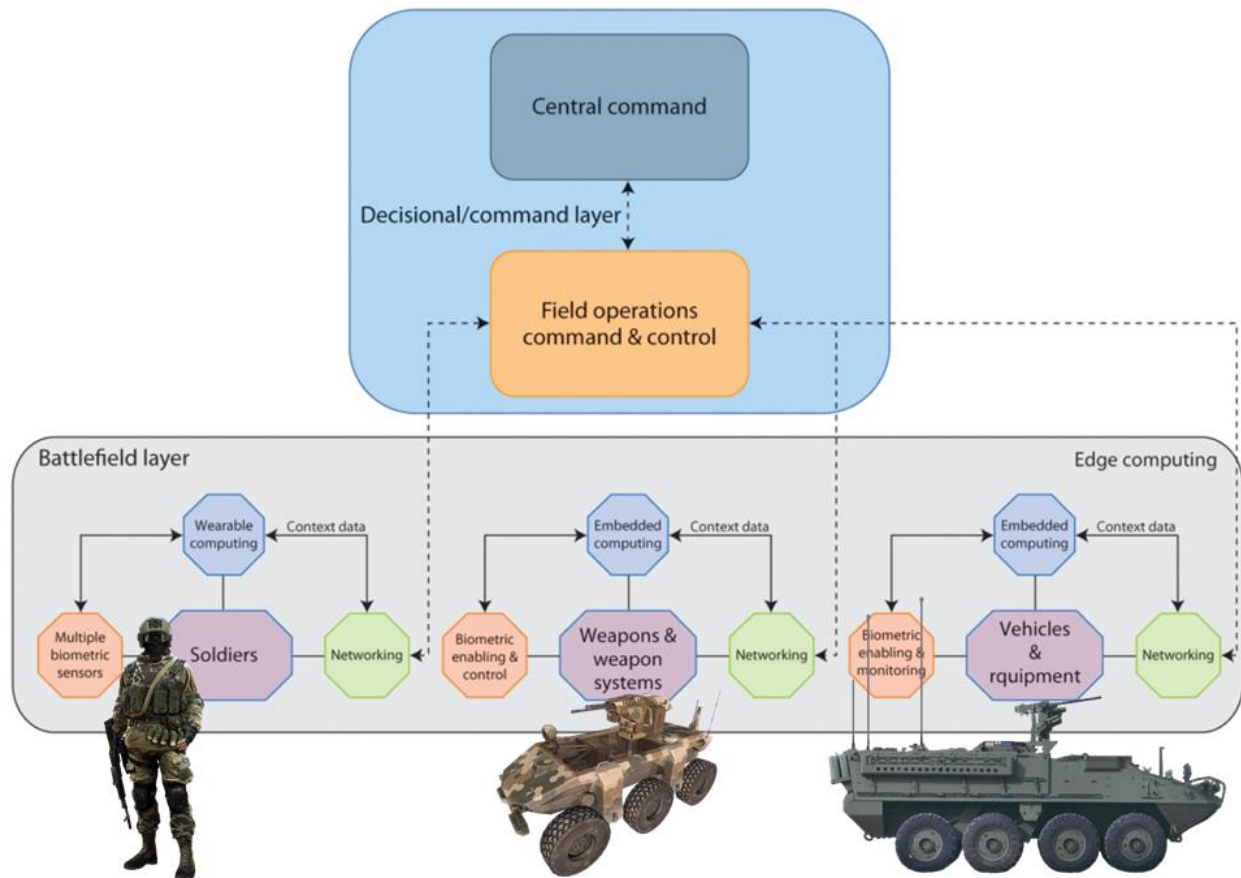 Central command
Decisional/command layer
Field operations
command & control
Battlefield layer
Edge computing
Wearable
computing
Context data
Multiple
biometric
sensors
Soldiers
Networking
Embedded
computing
Context data
Biometric
enabling &
control
Weapons &
weapon
systems
Networking
Embedded
computing
Context data
Biometric
enabling &
monitoring
Vehicles
&
rquipment
Networking